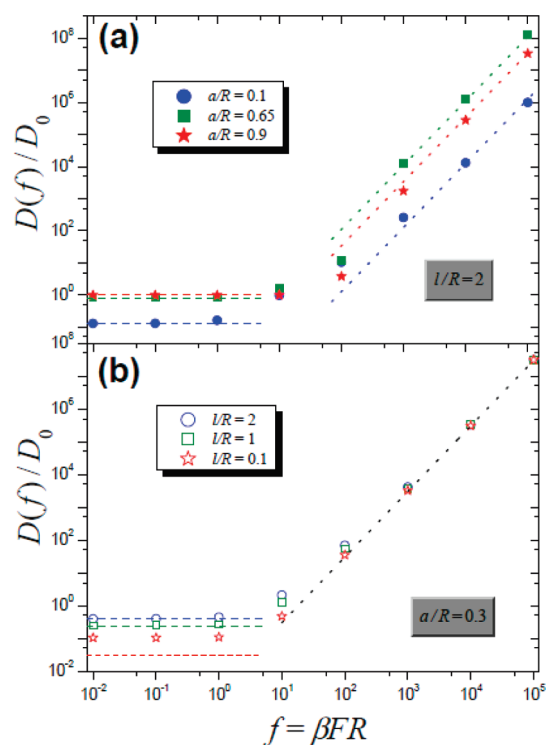 (a)
a/R = 0.1
a/R = 0.65
a/R = 0.9
10^8
10^6
10^4
10^2
10^0
D(f) / D_0
l/R=2
10^8
(b)
l/R = 2
l/R = 1
l/R = 0.1
10^6
10^4
10^2
10^0
10^-2
D(f) / D_0
a/R=0.3
10^-2 10^-1 10^0 10^1 10^2 10^3 10^4 10^5
f = βFR